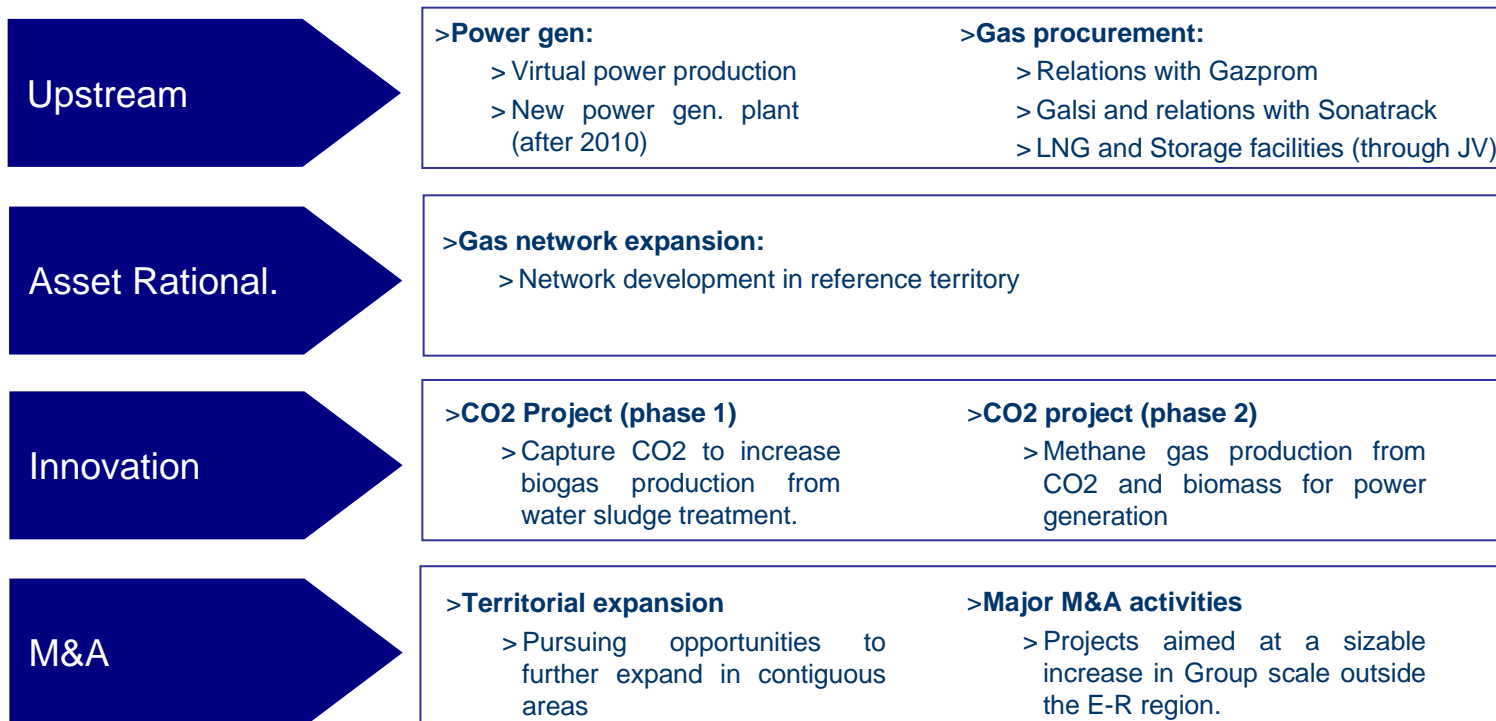 Upstream
>Power gen:
> Virtual power production
> New power gen. plant
(after 2010)
>Gas procurement:
> Relations with Gazprom
> Galsi and relations with Sonatrack
> LNG and Storage facilities (through JV)
Asset Rational.
>Gas network expansion:
> Network development in reference territory
Innovation
>CO2 Project (phase 1)
> Capture CO2 to increase
biogas production from
water sludge treatment.
>CO2 project (phase 2)
> Methane gas production from
CO2 and biomass for power
generation
M&A
>Territorial expansion
> Pursuing opportunities to
further expand in contiguous
areas
>Major M&A activities
> Projects aimed at a sizable
increase in Group scale outside
the E-R region.